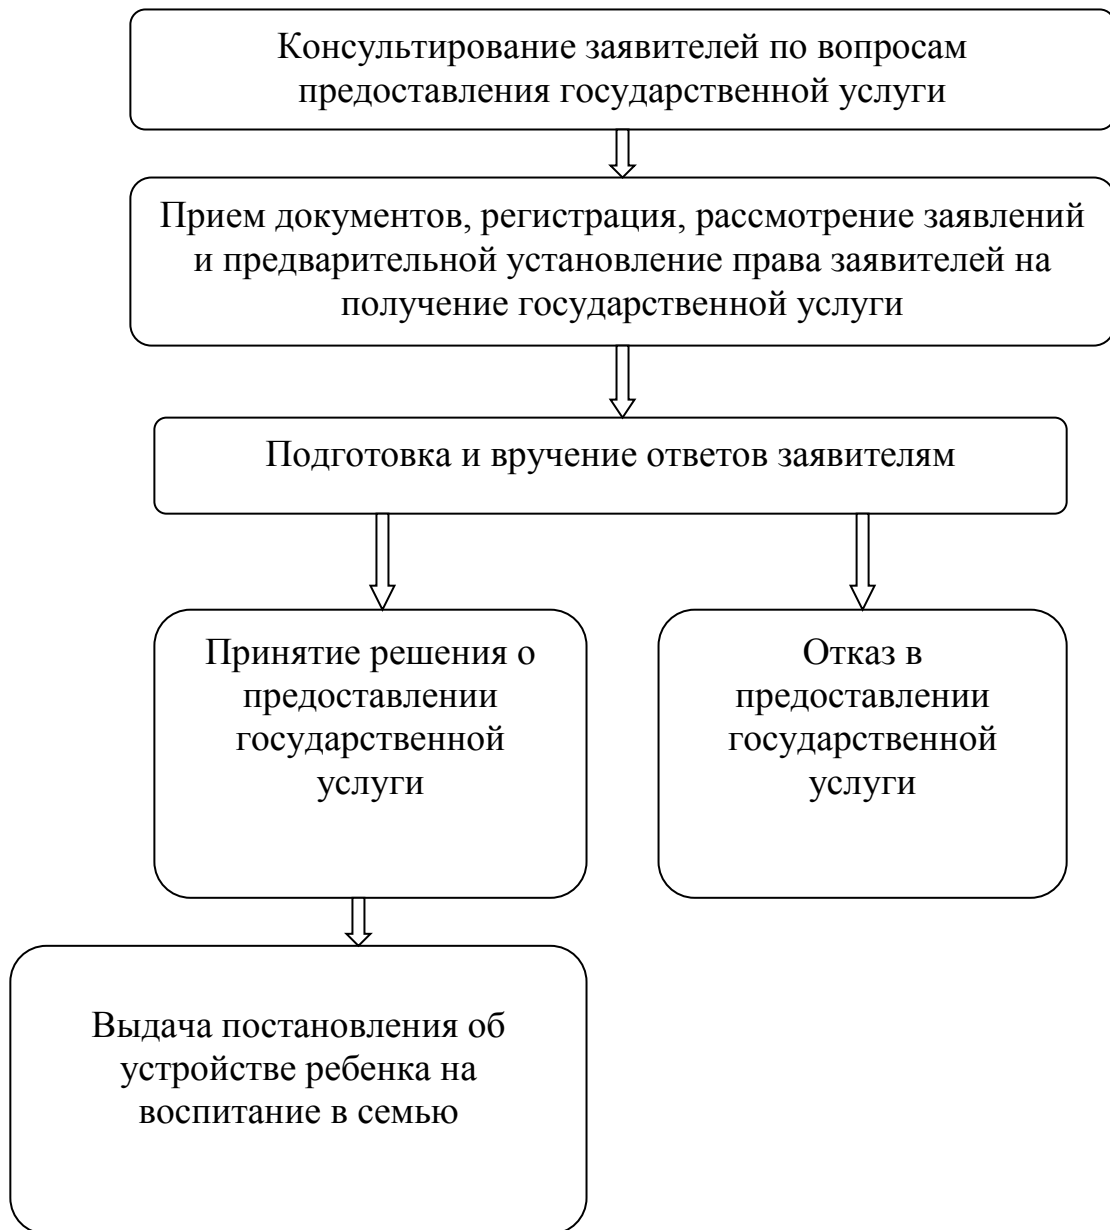 Консультирование заявителей по вопросам
предоставления государственной услуги
Прием документов, регистрация, рассмотрение заявлений
и предварительной установление права заявителей на
получение государственной услуги
Подготовка и вручение ответов заявителям
Принятие решения о
предоставлении
государственной
услуги
Отказ в
предоставлении
государственной
услуги
Выдача постановления об
устройстве ребенка на
воспитание в семью